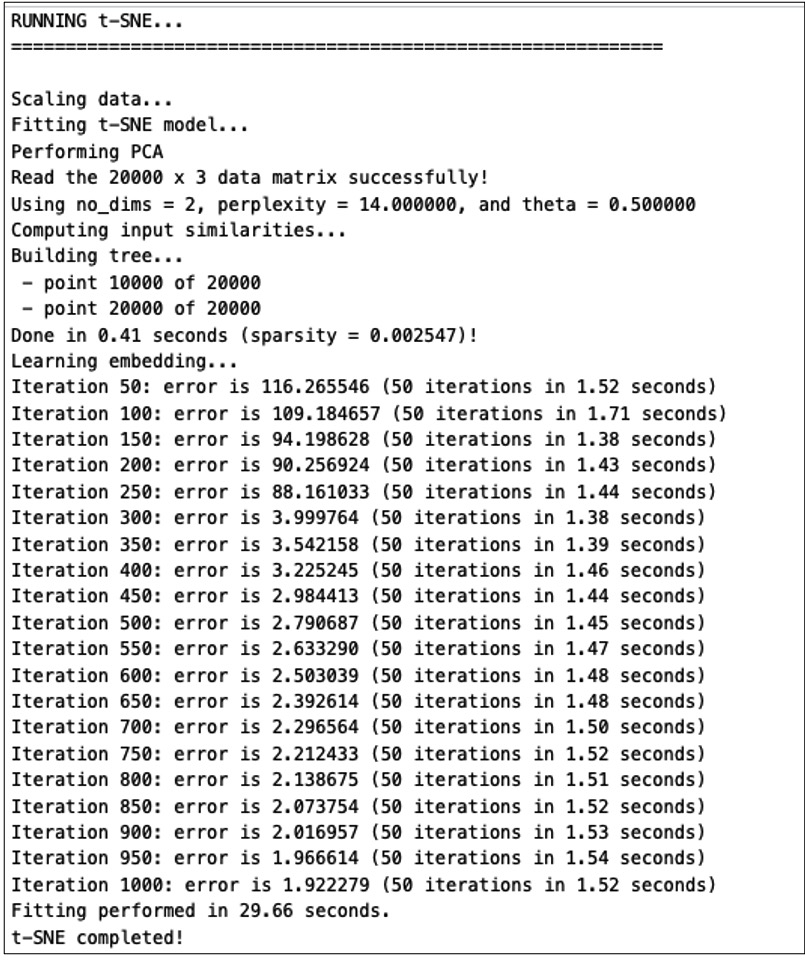 RUNNING t-SNE...
============================================================
Scaling data...
Fitting t-SNE model...
Performing PCA
Read the 20000 x 3 data matrix successfully!
Using no_dims = 2, perplexity = 14.000000, and theta = 0.500000
Computing input similarities...
Building tree...
 - point 10000 of 20000
 - point 20000 of 20000
Done in 0.41 seconds (sparsity = 0.002547)!
Learning embedding...
Iteration 50: error is 116.265546 (50 iterations in 1.52 seconds)
Iteration 100: error is 109.184657 (50 iterations in 1.71 seconds)
Iteration 150: error is 94.198628 (50 iterations in 1.38 seconds)
Iteration 200: error is 90.256924 (50 iterations in 1.43 seconds)
Iteration 250: error is 88.161033 (50 iterations in 1.44 seconds)
Iteration 300: error is 3.999764 (50 iterations in 1.38 seconds)
Iteration 350: error is 3.542158 (50 iterations in 1.39 seconds)
Iteration 400: error is 3.225245 (50 iterations in 1.46 seconds)
Iteration 450: error is 2.984413 (50 iterations in 1.44 seconds)
Iteration 500: error is 2.790687 (50 iterations in 1.45 seconds)
Iteration 550: error is 2.633290 (50 iterations in 1.47 seconds)
Iteration 600: error is 2.503039 (50 iterations in 1.48 seconds)
Iteration 650: error is 2.392614 (50 iterations in 1.48 seconds)
Iteration 700: error is 2.296564 (50 iterations in 1.50 seconds)
Iteration 750: error is 2.212433 (50 iterations in 1.52 seconds)
Iteration 800: error is 2.138675 (50 iterations in 1.51 seconds)
Iteration 850: error is 2.073754 (50 iterations in 1.52 seconds)
Iteration 900: error is 2.016957 (50 iterations in 1.53 seconds)
Iteration 950: error is 1.966614 (50 iterations in 1.54 seconds)
Iteration 1000: error is 1.922279 (50 iterations in 1.52 seconds)
Fitting performed in 29.66 seconds.
t-SNE completed!